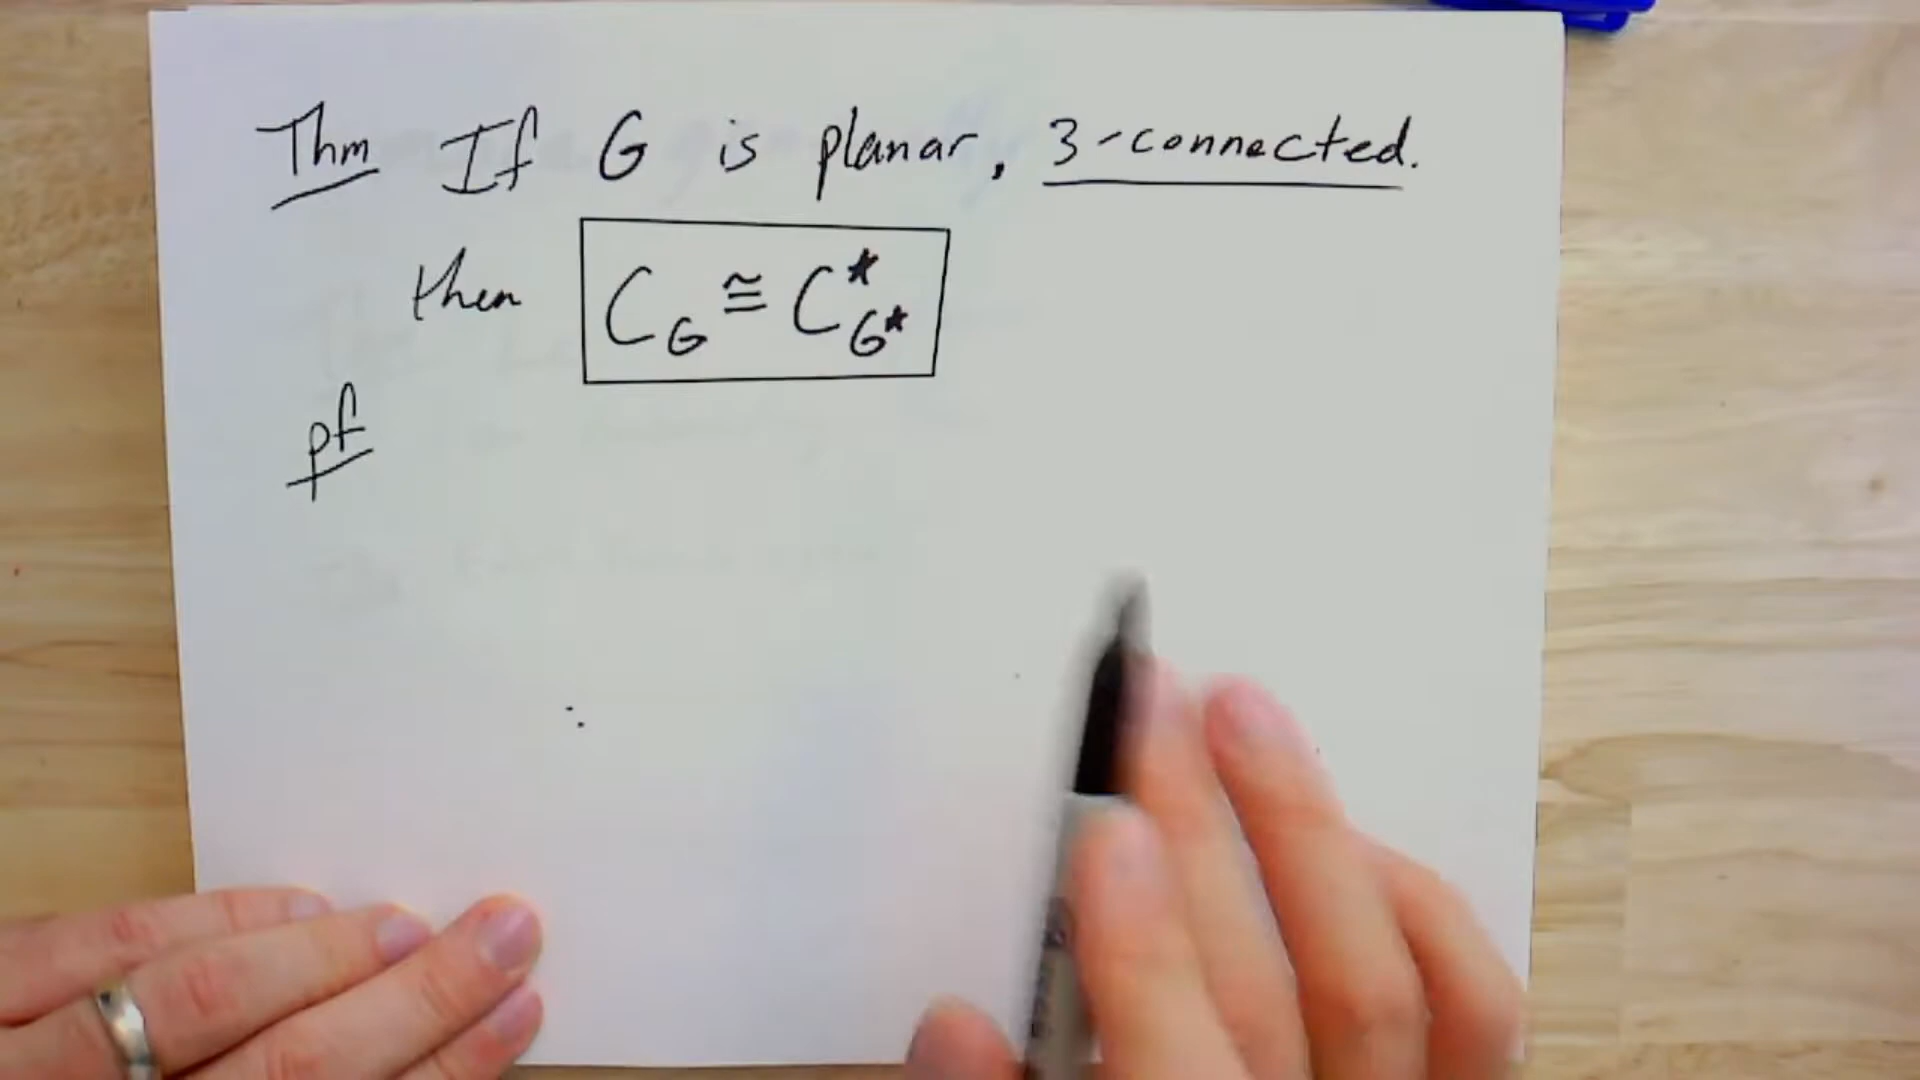 Thm If G is planar, 3-connected.
then C_G ≅ C*_G*
pf